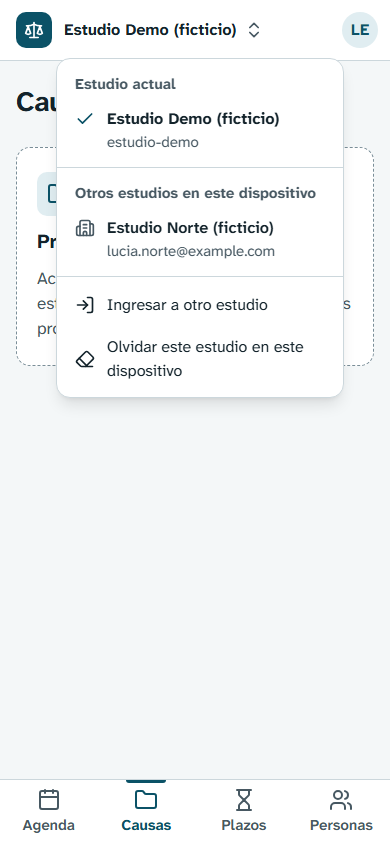 Estudio Demo (ficticio)
LE
Estudio actual
Estudio Demo (ficticio)
estudio-demo
Otros estudios en este dispositivo
Estudio Norte (ficticio)
lucia.norte@example.com
Ingresar a otro estudio
Olvidar este estudio en este
dispositivo
Agenda
Causas
Plazos
Personas